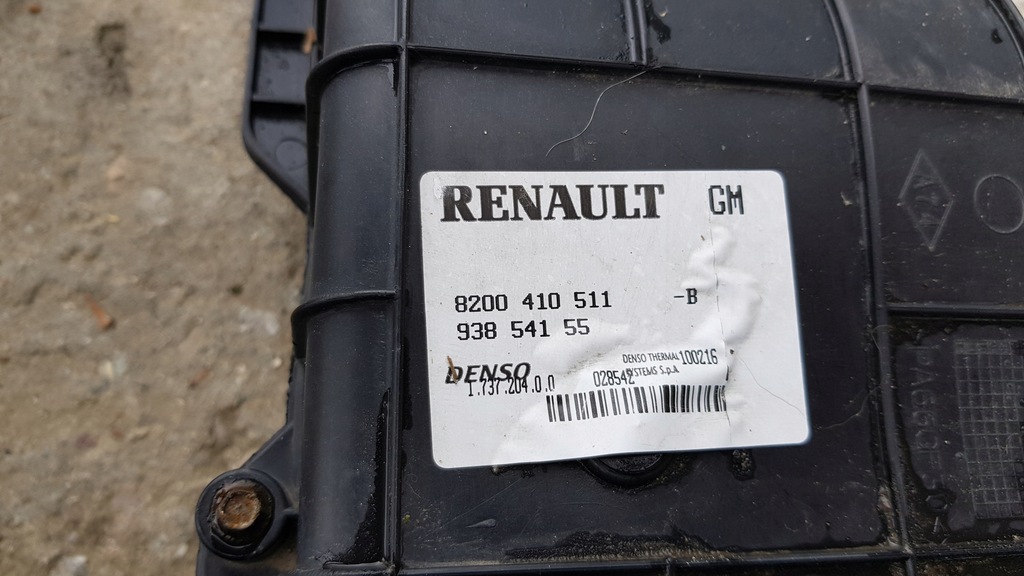 RENAULT GM
8200 410 511 -B
938 541 55
DENSO DENSO THERMAL 100216
1.737.204.0.0 028542 SYSTEMS S.p.A.